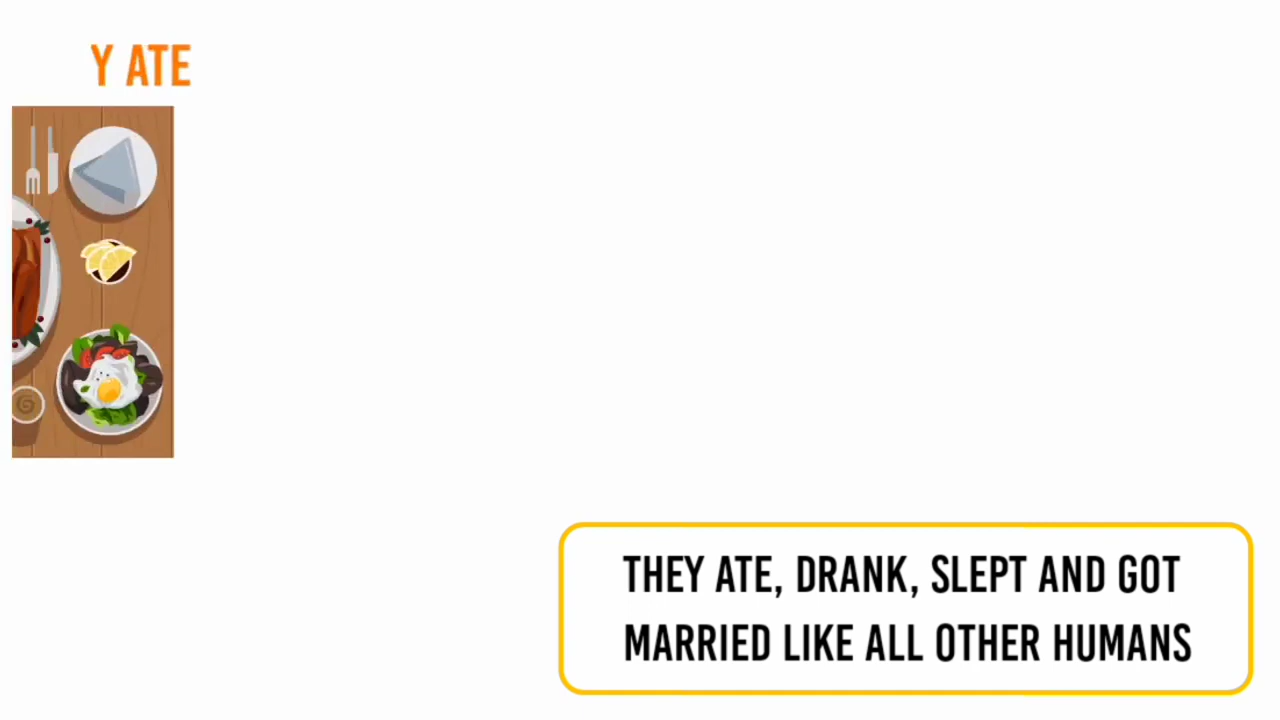 Y ATE
THEY ATE, DRANK, SLEPT AND GOT
MARRIED LIKE ALL OTHER HUMANS